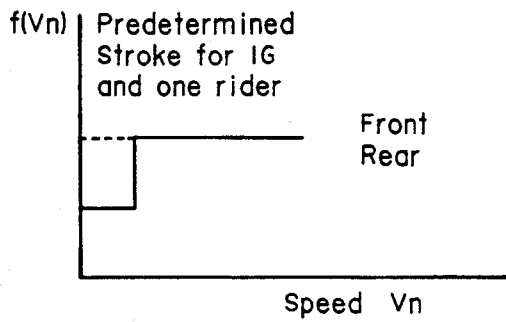 f(Vn)
Predetermined
Stroke for IG
and one rider
Front
Rear
Speed Vn